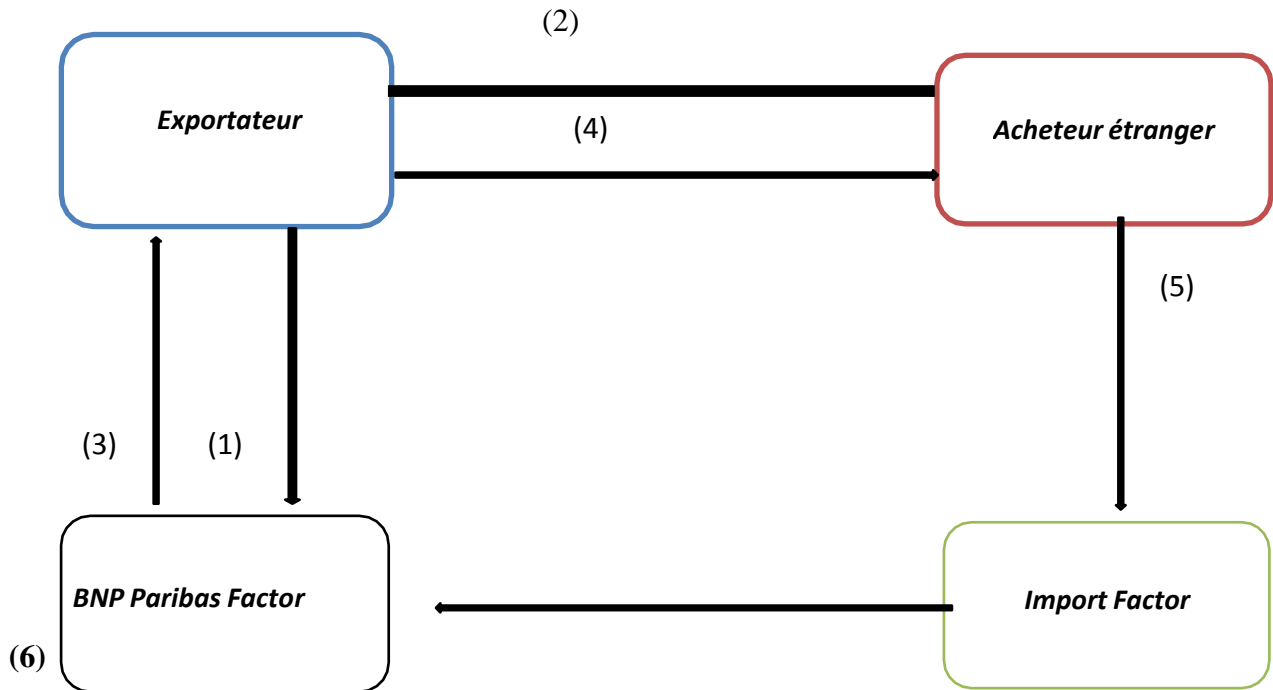 (2)
Exportateur
(4)
Acheteur étranger
(5)
(3)
(1)
BNP Paribas Factor
Import Factor
(6)